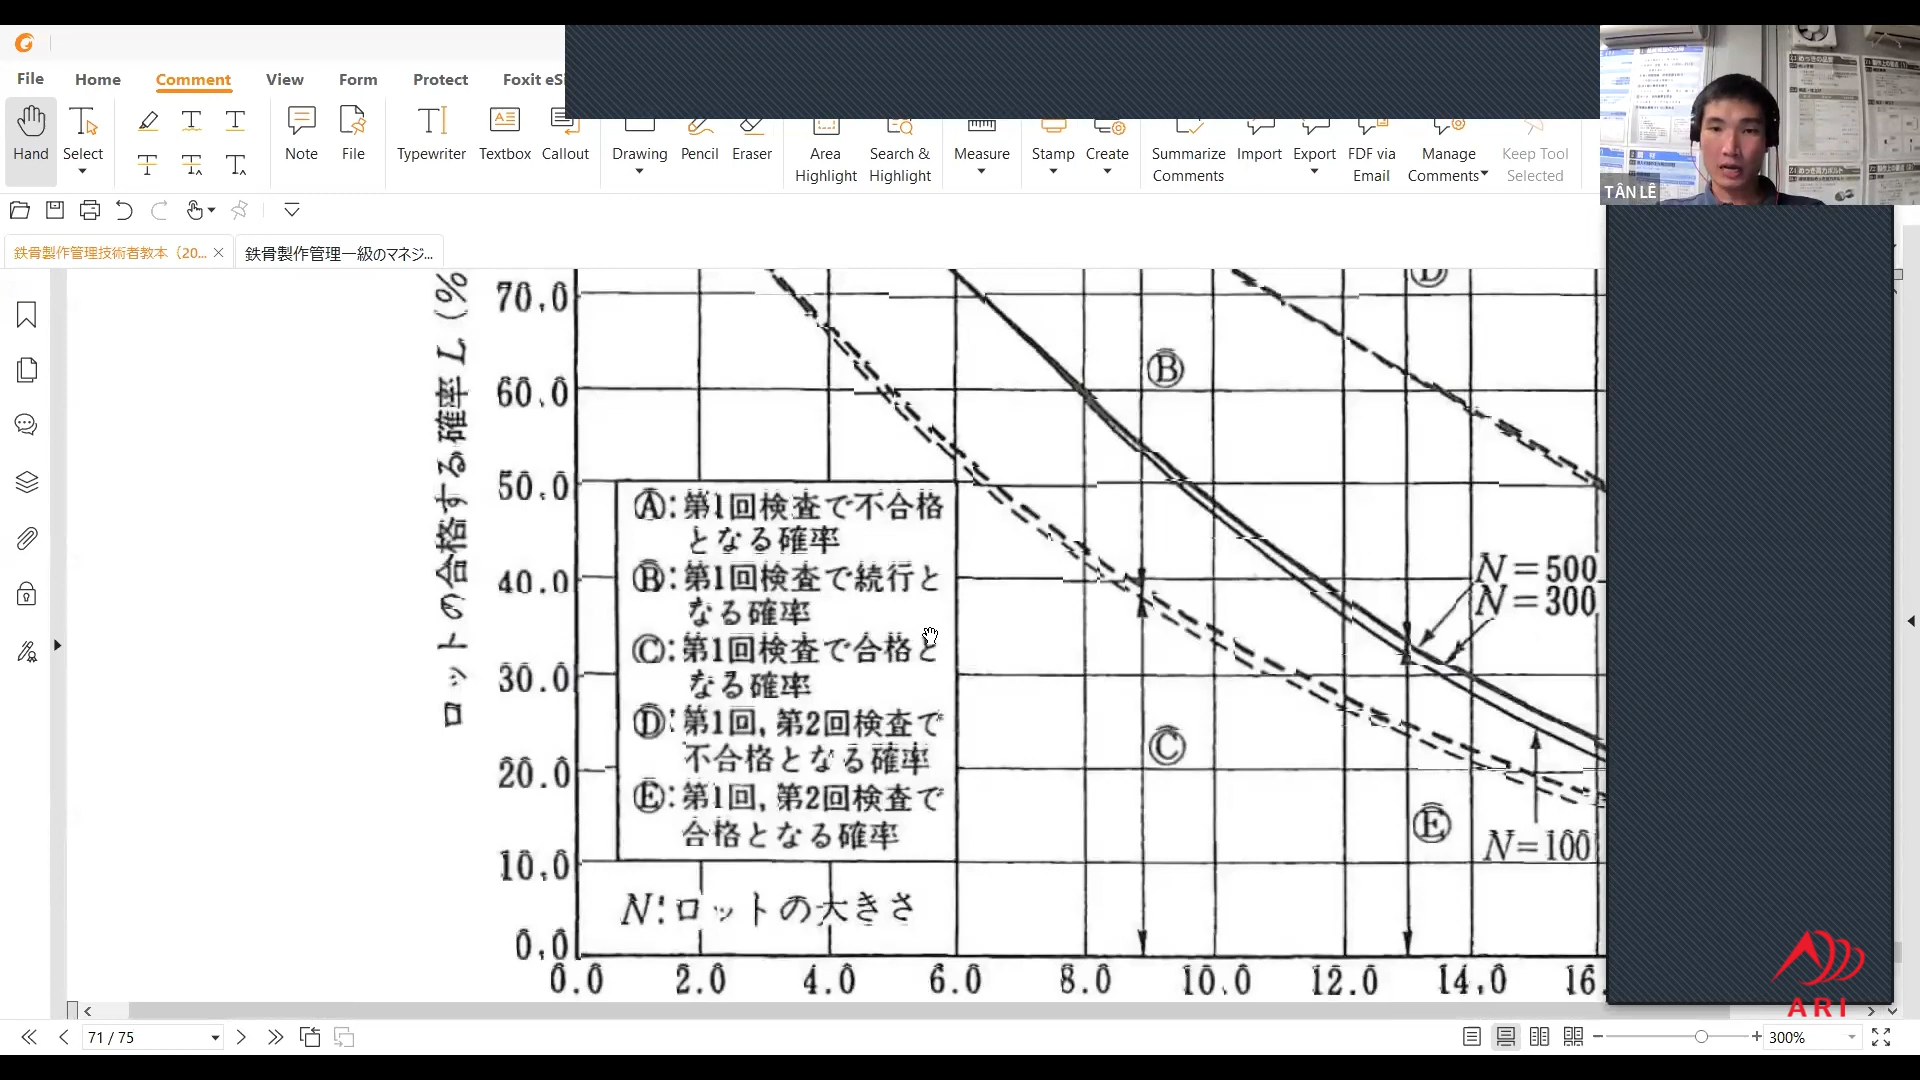 File
Home
Comment
View
Form
Protect
Foxit eSi
Hand
Select
Note
File
Typewriter
Textbox
Callout
Drawing
Pencil
Eraser
Area
Highlight
Search &
Highlight
Measure
Stamp
Create
Summarize
Comments
Import
Export
FDF via
Email
Manage
Comments
Keep Tool
Selected
TÂN LÊ
鉄骨製作管理技術者教本（20...
鉄骨製作管理一級のマネジ...
ロットの合格する確率 L (%
70.0
60.0
50.0
40.0
30.0
20.0
10.0
0.0
0.0 2.0 4.0 6.0 8.0 10.0 12.0 14.0 16.
Ⓐ: 第1回検査で不合格
となる確率
Ⓑ: 第1回検査で続行と
なる確率
Ⓒ: 第1回検査で合格と
なる確率
Ⓓ: 第1回, 第2回検査で
不合格となる確率
Ⓔ: 第1回, 第2回検査で
合格となる確率
N: ロットの大きさ
Ⓓ
Ⓑ
Ⓒ
Ⓔ
N=500
N=300
N=100
ARI
71 / 75
300%